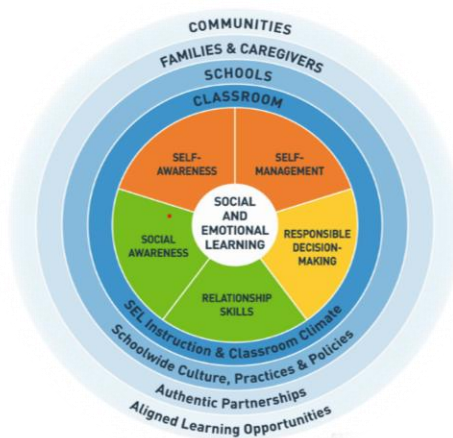 COMMUNITIES
FAMILIES & CAREGIVERS
SCHOOLS
CLASSROOM
SELF-
AWARENESS
SELF-
MANAGEMENT
SOCIAL
AND
EMOTIONAL
LEARNING
SOCIAL
AWARENESS
RESPONSIBLE
DECISION-
MAKING
RELATIONSHIP
SKILLS
SEL Instruction & Classroom Climate
Schoolwide Culture, Practices & Policies
Authentic Partnerships
Aligned Learning Opportunities